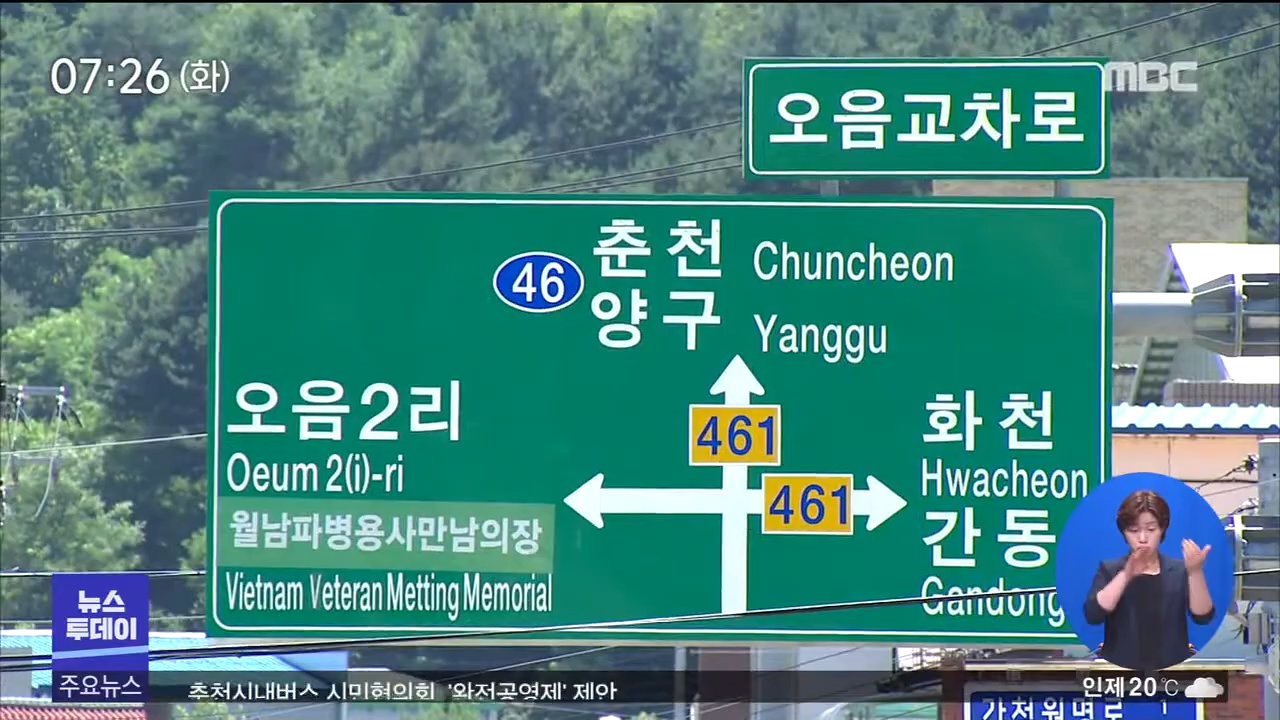 07:26 (화)
MBC
오음교차로
46
춘천 Chuncheon
양구 Yanggu
오음2리
Oeum 2(i)-ri
월남파병용사만남의장
Vietnam Veteran Metting Memorial
461
461
화천
Hwacheon
간동
Gandong
뉴스
투데이
주요뉴스
춘천시내버스 시민협의회, '완전공영제' 제안
인제 20℃